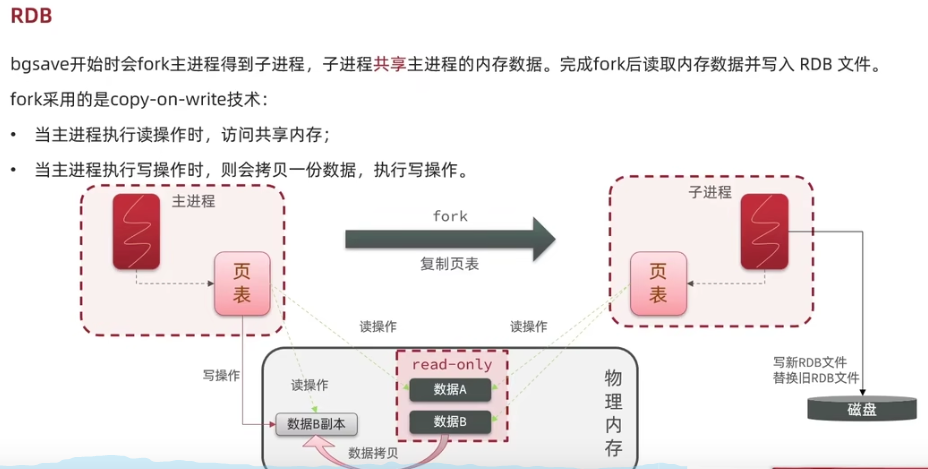 RDB
bgsave开始时会fork主进程得到子进程，子进程共享主进程的内存数据。完成fork后读取内存数据并写入 RDB 文件。
fork采用的是copy-on-write技术：
• 当主进程执行读操作时，访问共享内存；
• 当主进程执行写操作时，则会拷贝一份数据，执行写操作。
主进程
fork
复制页表
子进程
页
表
页
表
读操作
读操作
写操作
读操作
read-only
数据A
数据B
数据B副本
数据拷贝
物
理
内
存
写新RDB文件
替换旧RDB文件
磁盘